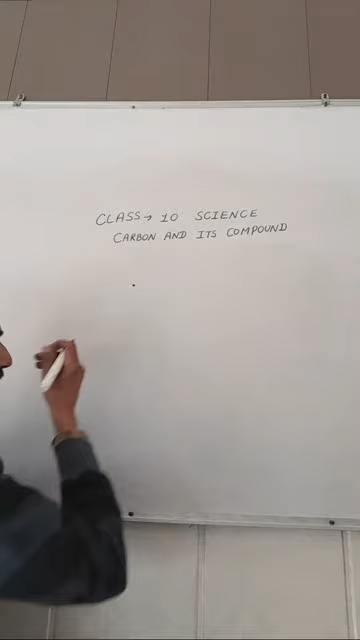 CLASS → 10 SCIENCE
CARBON AND ITS COMPOUND